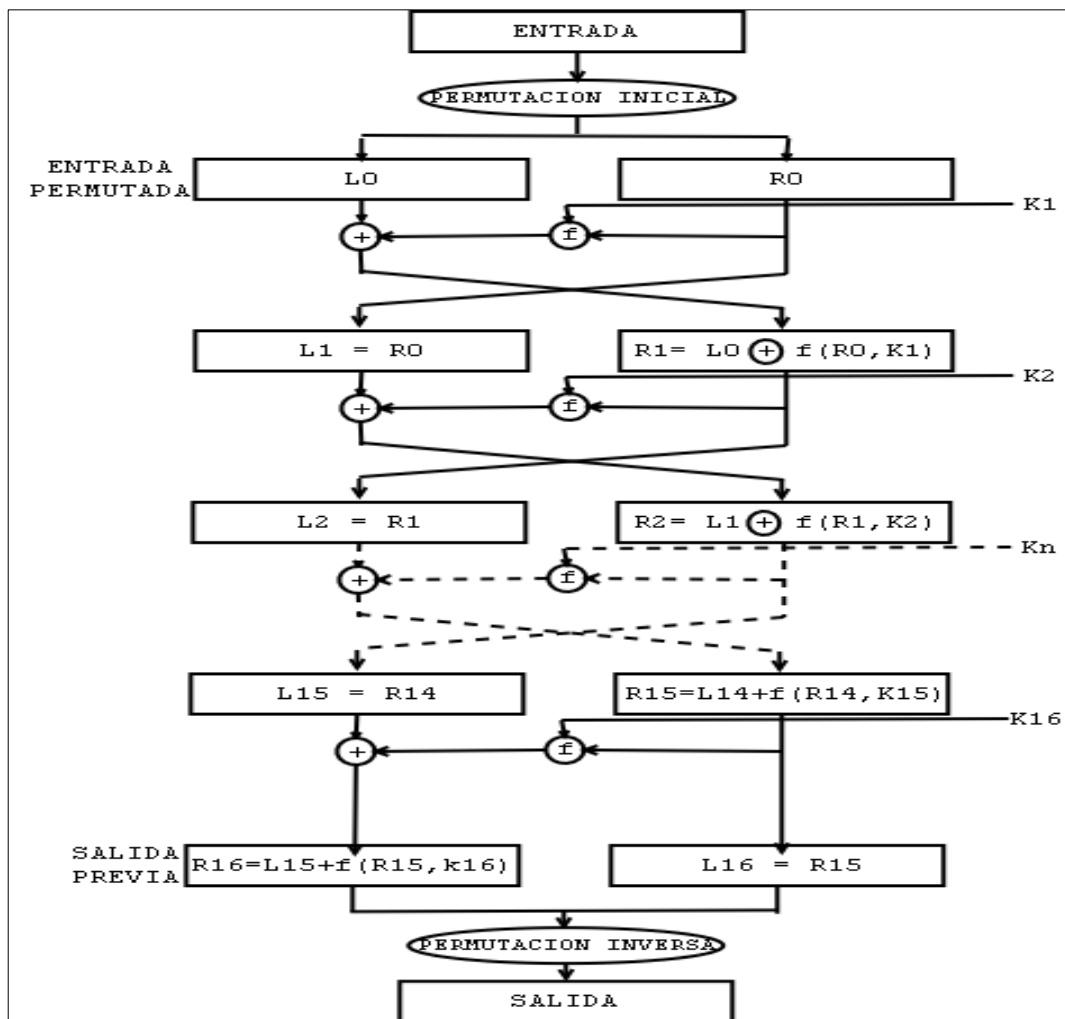 ENTRADA
PERMUTACION INICIAL
ENTRADA
PERMUTADA
L0
R0
K1
+
f
L1 = R0
R1= L0 + f(R0,K1)
K2
+
f
L2 = R1
R2= L1 + f(R1,K2)
Kn
+
f
L15 = R14
R15=L14+f(R14,K15)
K16
+
f
SALIDA
PREVIA
R16=L15+f(R15,k16)
L16 = R15
PERMUTACION INVERSA
SALIDA